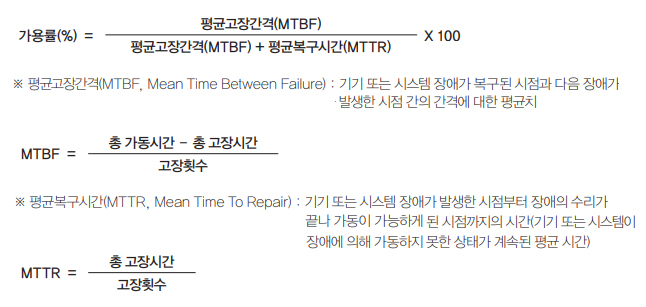 가용률(%) = 평균고장간격(MTBF) / 평균고장간격(MTBF) + 평균복구시간(MTTR) X 100
※ 평균고장간격(MTBF, Mean Time Between Failure) : 기기 또는 시스템 장애가 복구된 시점과 다음 장애가
발생한 시점 간의 간격에 대한 평균치
MTBF = 총 가동시간 - 총 고장시간 / 고장횟수
※ 평균복구시간(MTTR, Mean Time To Repair) : 기기 또는 시스템 장애가 발생한 시점부터 장애의 수리가
끝나 가동이 가능하게 된 시점까지의 시간(기기 또는 시스템이
장애에 의해 가동하지 못한 상태가 계속된 평균 시간)
MTTR = 총 고장시간 / 고장횟수